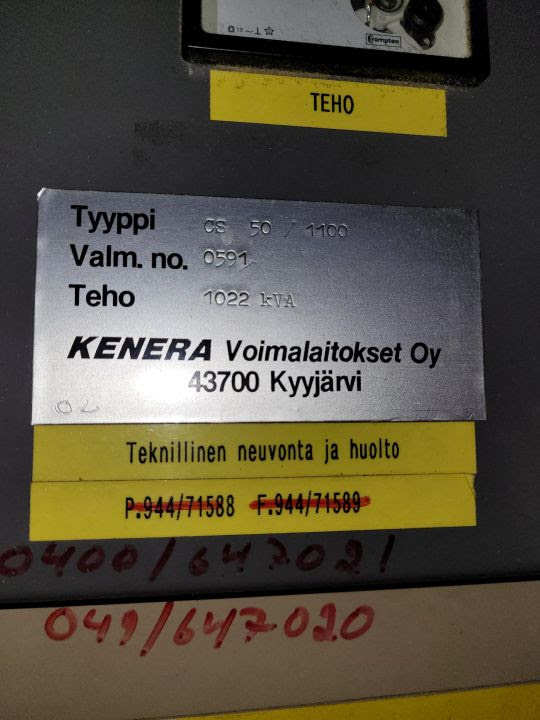 Crompton
TEHO
Tyyppi CS 50 / 1100
Valm. no. 0591
Teho 1022 kVA
KENERA Voimalaitokset Oy
43700 Kyyjärvi
Teknillinen neuvonta ja huolto
P.944/71588 F.944/71589
0400/647021
049/647020